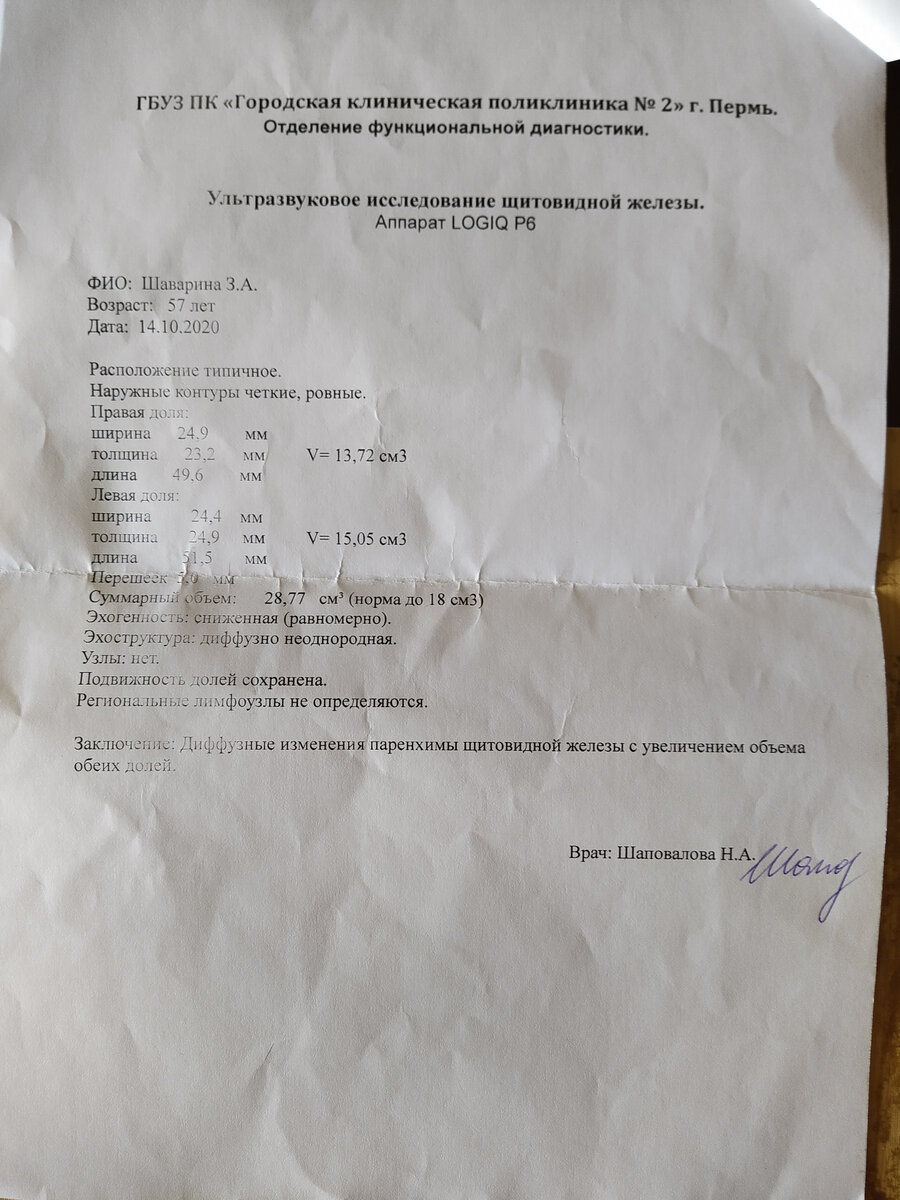 ГБУЗ ПК «Городская клиническая поликлиника № 2» г. Пермь.
Отделение функциональной диагностики.
Ультразвуковое исследование щитовидной железы.
Аппарат LOGIQ P6
ФИО: Шаварина З.А.
Возраст: 57 лет
Дата: 14.10.2020
Расположение типичное.
Наружные контуры четкие, ровные.
Правая доля:
ширина 24,9 мм
толщина 23,2 мм V= 13,72 см3
длина 49,6 мм
Левая доля:
ширина 24,4 мм
толщина 24,9 мм V= 15,05 см3
длина 51,5 мм
Перешеек 5,0 мм
Суммарный объем: 28,77 см³ (норма до 18 см3)
Эхогенность: сниженная (равномерно).
Эхоструктура: диффузно неоднородная.
Узлы: нет.
Подвижность долей сохранена.
Региональные лимфоузлы не определяются.
Заключение: Диффузные изменения паренхимы щитовидной железы с увеличением объема
обеих долей.
Врач: Шаповалова Н.А.